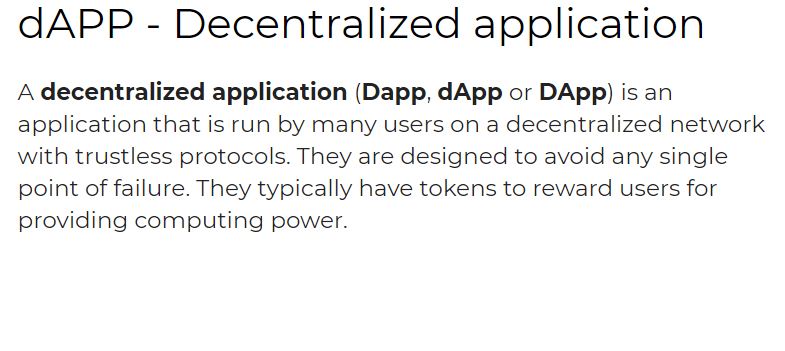 dAPP - Decentralized application
A decentralized application (Dapp, dApp or DApp) is an
application that is run by many users on a decentralized network
with trustless protocols. They are designed to avoid any single
point of failure. They typically have tokens to reward users for
providing computing power.